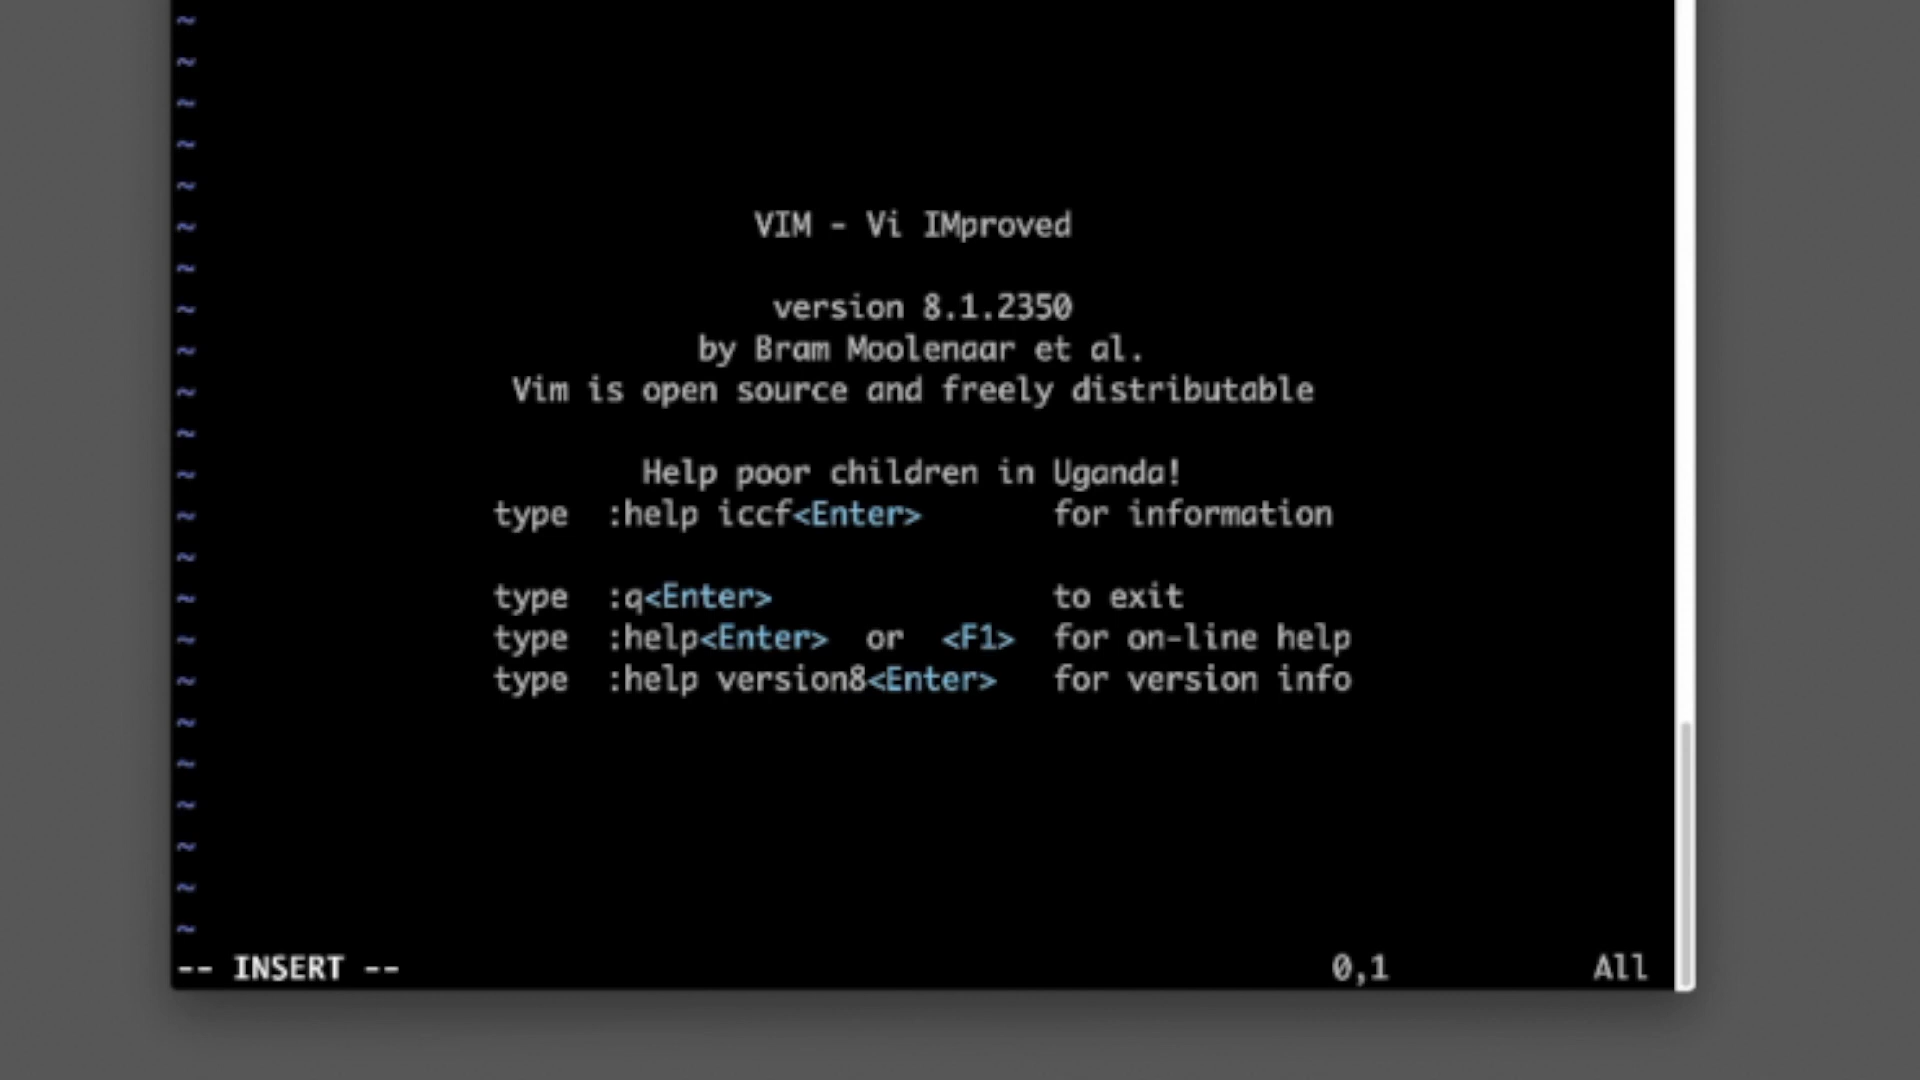 ~
~
~
~
~
~ VIM - Vi IMproved
~
~ version 8.1.2350
~ by Bram Moolenaar et al.
~ Vim is open source and freely distributable
~
~ Help poor children in Uganda!
~ type :help iccf<Enter> for information
~
~ type :q<Enter> to exit
~ type :help<Enter> or <F1> for on-line help
~ type :help version8<Enter> for version info
~
~
~
~
~
~
-- INSERT -- 0,1 All